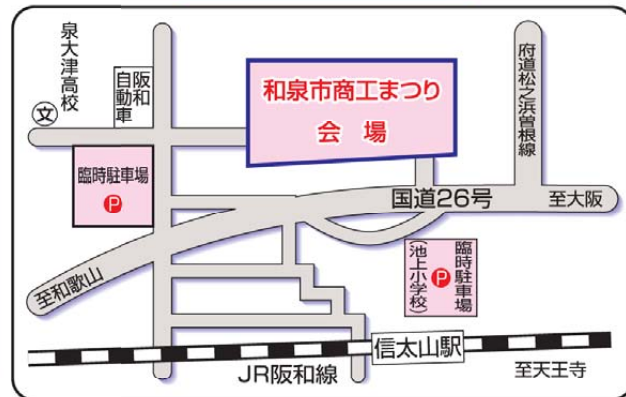 泉大津高校
文
阪和
自動車
和泉市商工まつり
会 場
府道松之浜曽根線
臨時駐車場
P
国道26号
至大阪
至和歌山
臨時駐車場
P
(池上小学校)
信太山駅
JR阪和線
至天王寺